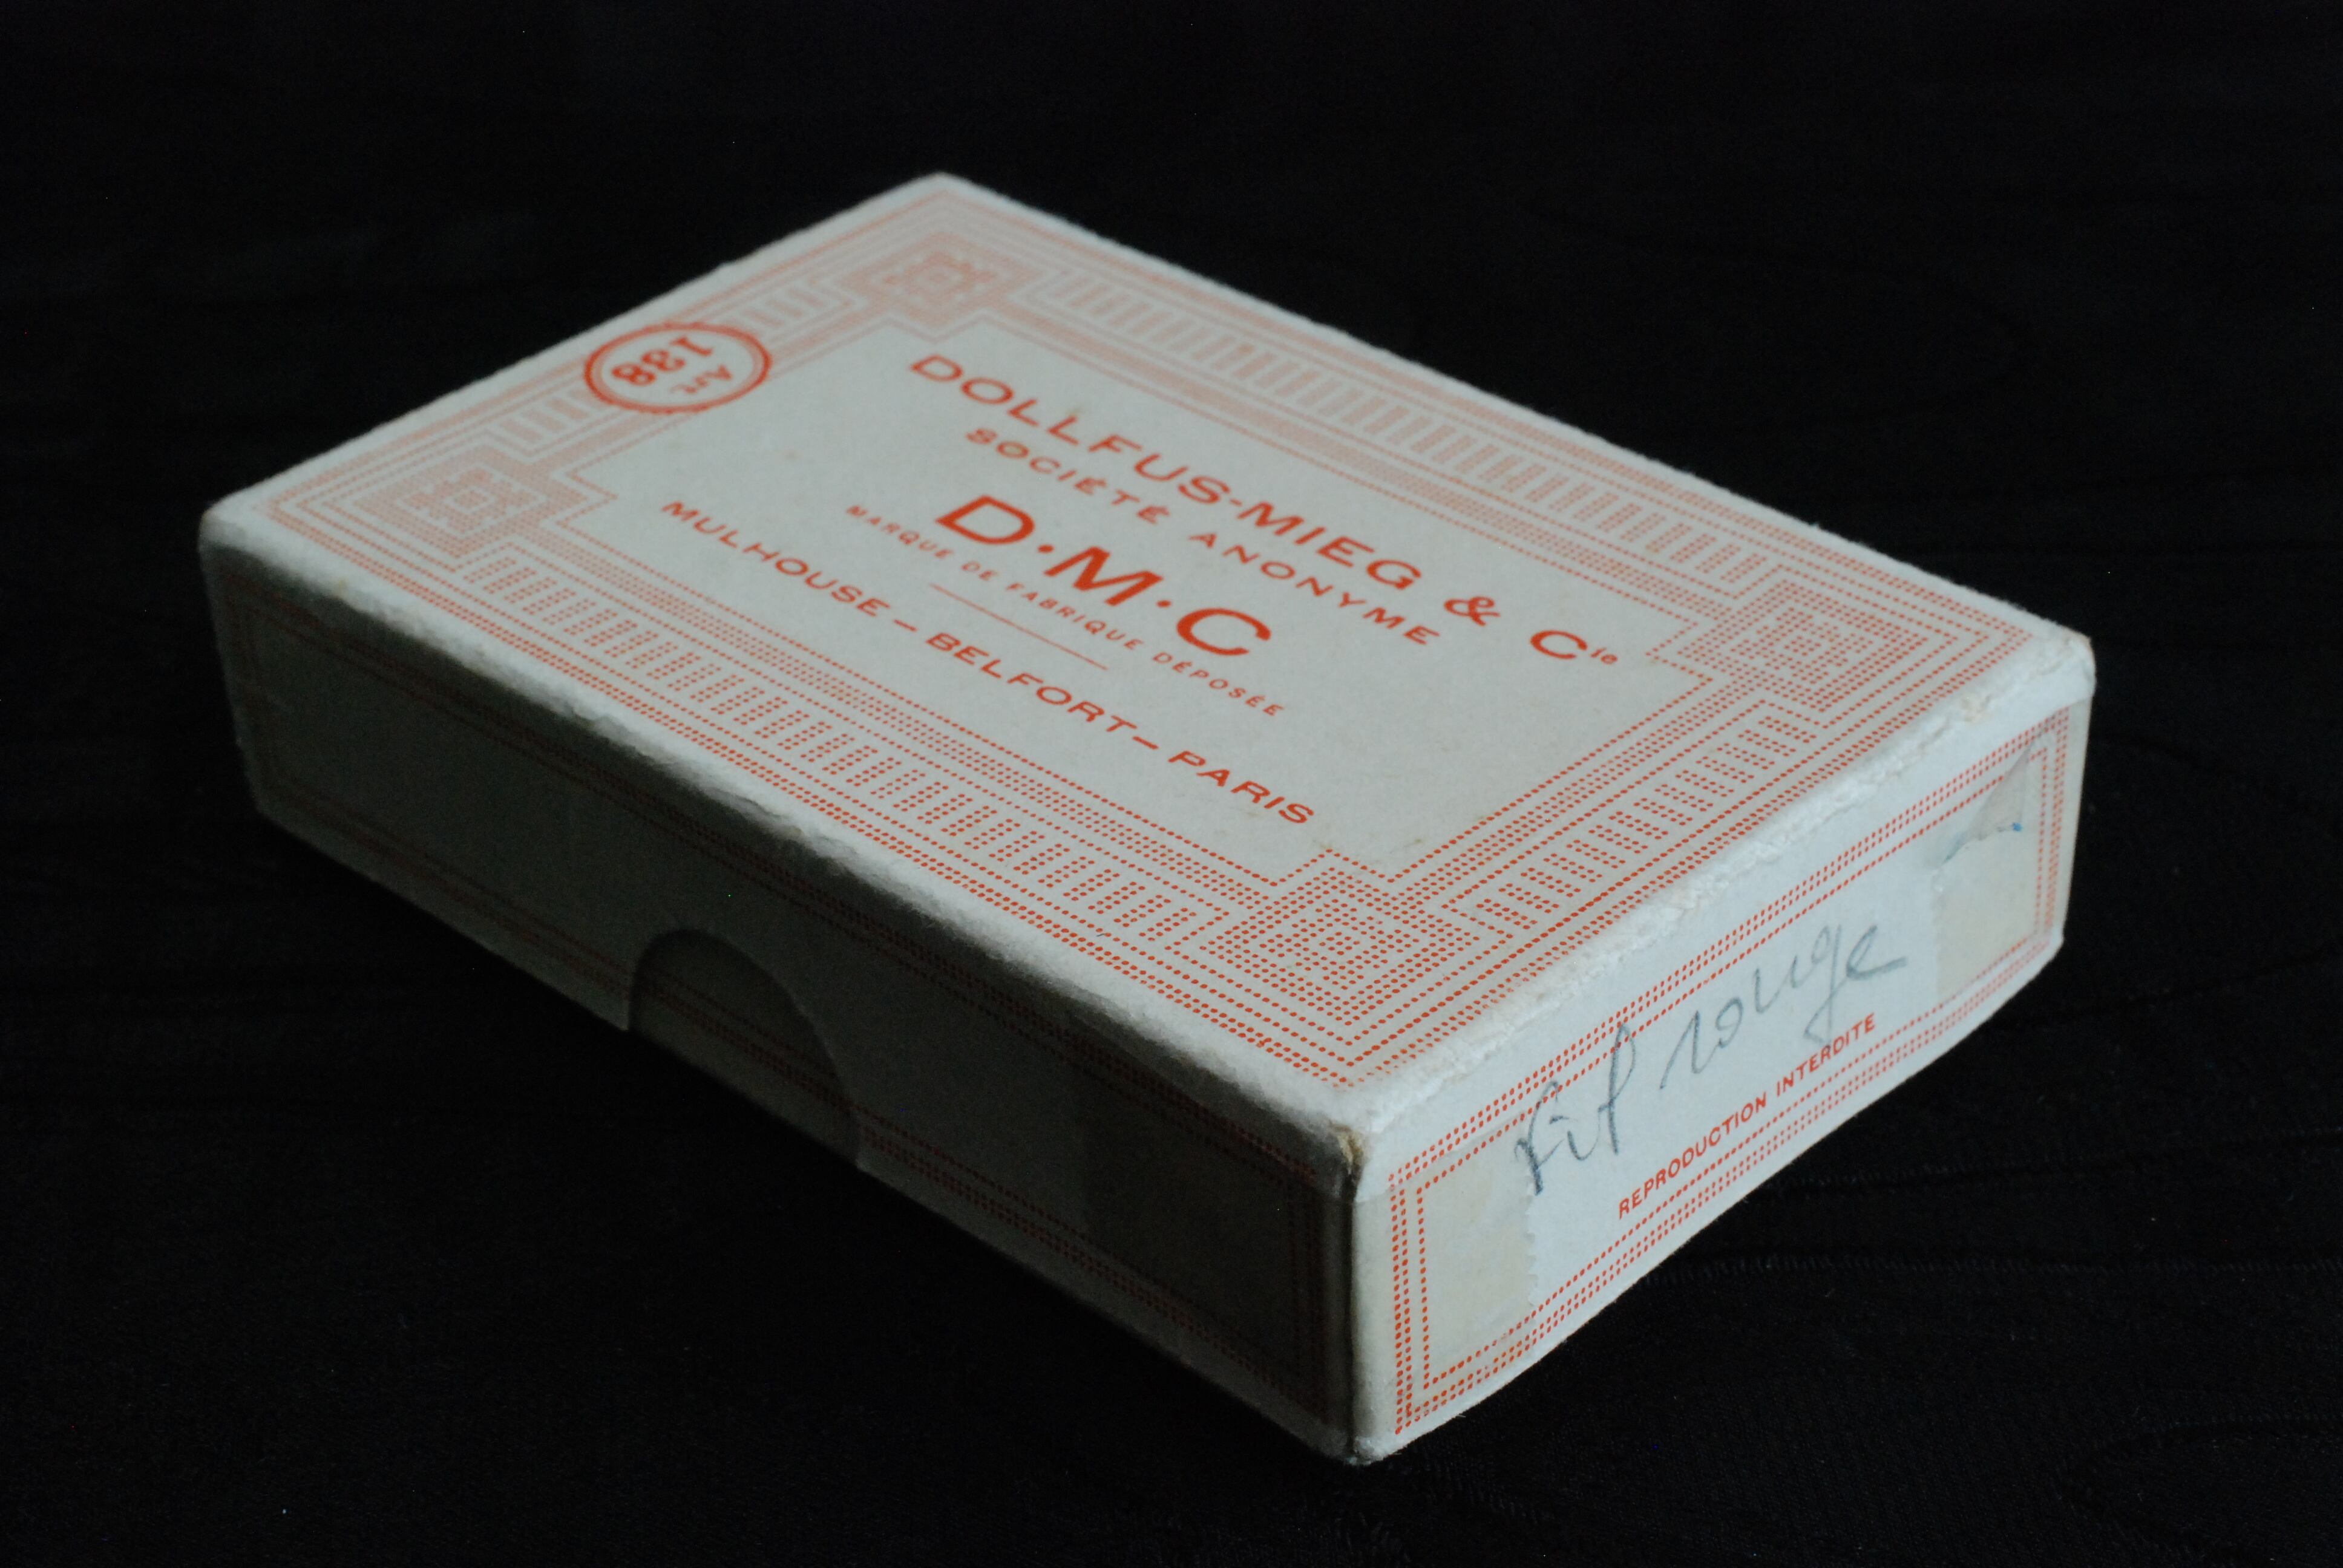 DOLLFUS-MIEG & Cie
SOCIÉTÉ ANONYME
D·M·C
MARQUE DE FABRIQUE DÉPOSÉE
MULHOUSE – BELFORT – PARIS
Art
138
fil rouge
REPRODUCTION INTERDITE